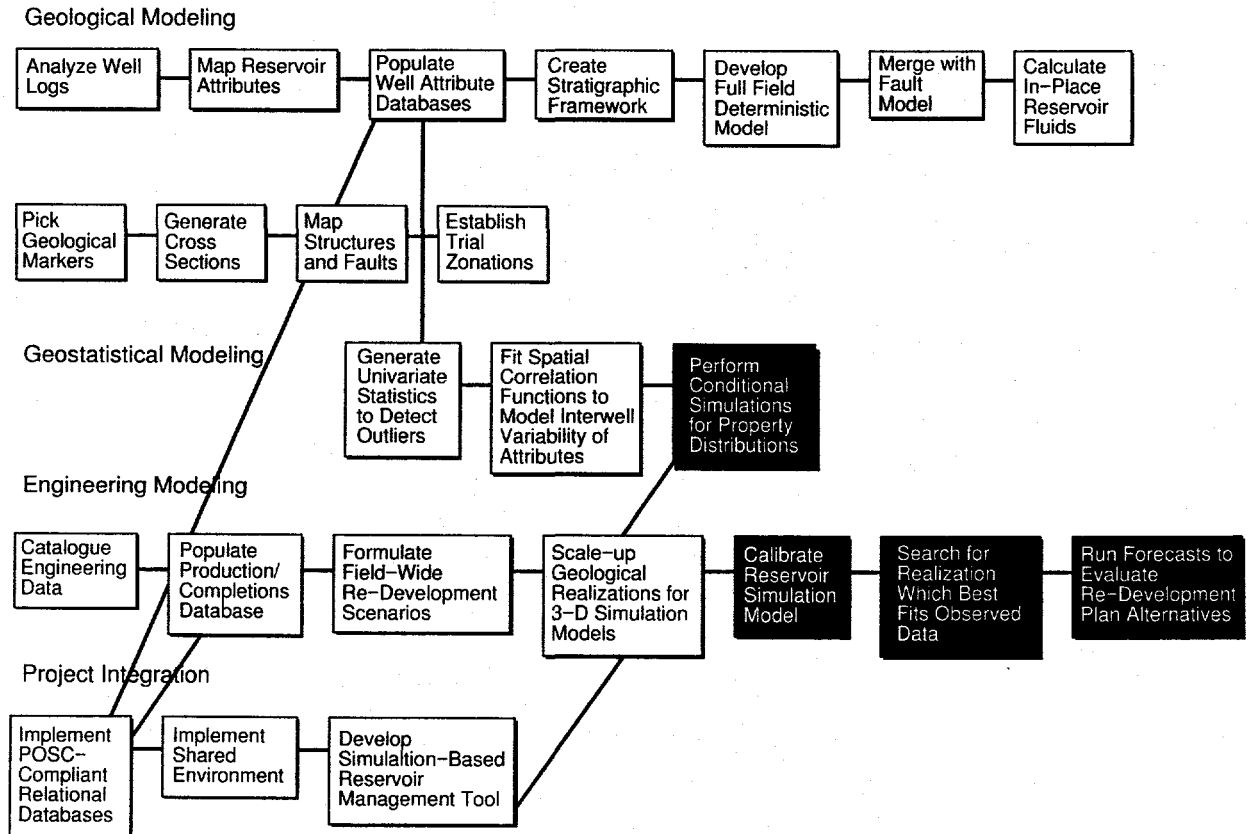 Geological Modeling
Analyze Well
Logs
Map Reservoir
Attributes
Populate
Well Attribute
Databases
Create
Stratigraphic
Framework
Develop
Full Field
Deterministic
Model
Merge with
Fault
Model
Calculate
In-Place
Reservoir
Fluids
Pick
Geological
Markers
Generate
Cross
Sections
Map
Structures
and Faults
Establish
Trial
Zonations
Geostatistical Modeling
Generate
Univariate
Statistics
to Detect
Outliers
Fit Spatial
Correlation
Functions to
Model Interwell
Variability of
Attributes
Perform
Conditional
Simulations
for Property
Distributions
Engineering Modeling
Catalogue
Engineering
Data
Populate
Production/
Completions
Database
Formulate
Field-Wide
Re-Development
Scenarios
Scale-up
Geological
Realizations for
3-D Simulation
Models
Calibrate
Reservoir
Simulation
Model
Search for
Realization
Which Best
Fits Observed
Data
Run Forecasts to
Evaluate
Re-Development
Plan Alternatives
Project Integration
Implement
POSC-
Compliant
Relational
Databases
Implement
Shared
Environment
Develop
Simultion-Based
Reservoir
Management Tool